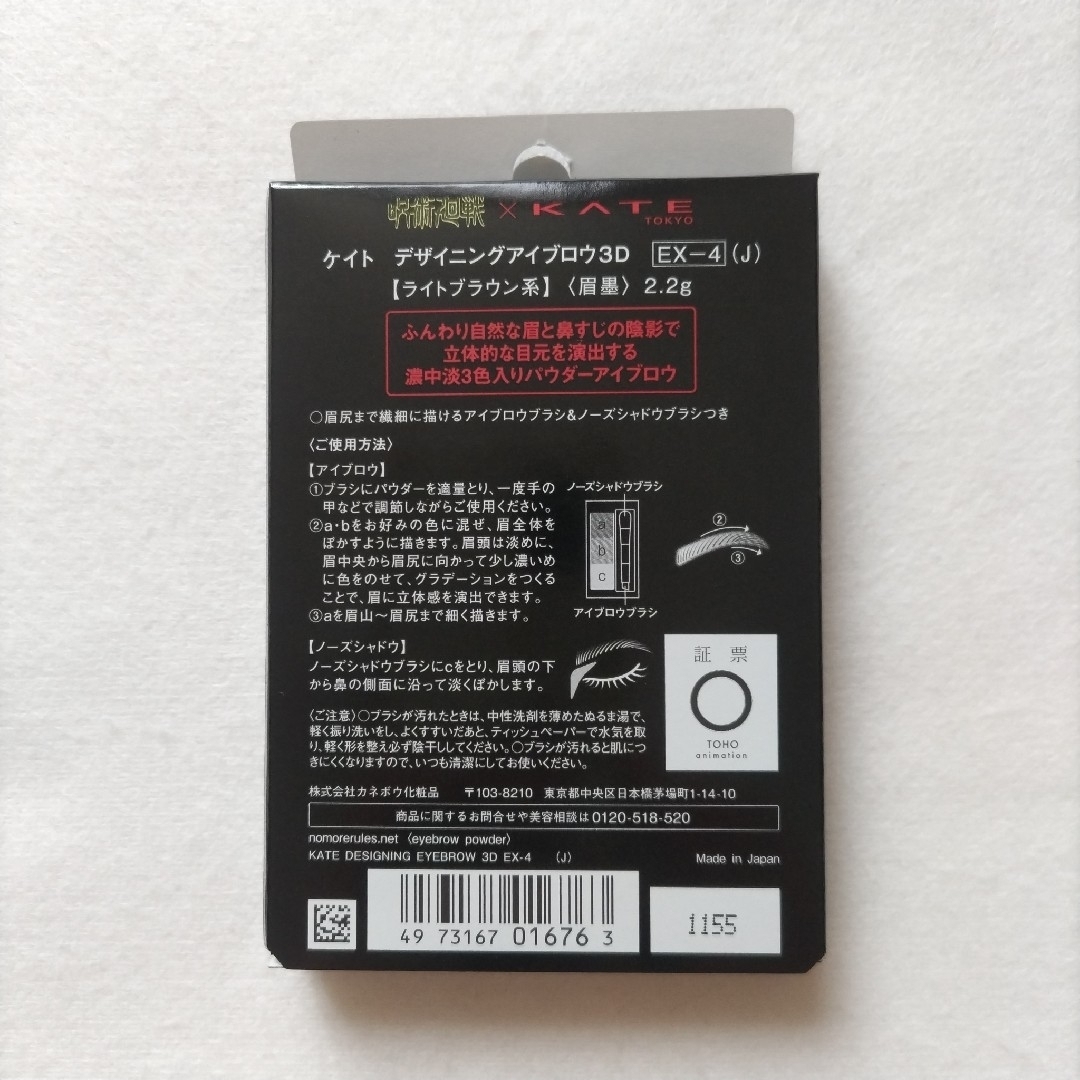 呪術廻戦 × KATE TOKYO
ケイト デザイニングアイブロウ3D EX-4 (J)
【ライトブラウン系】〈眉墨〉2.2g
ふんわり自然な眉と鼻すじの陰影で
立体的な目元を演出する
濃中淡3色入りパウダーアイブロウ
○眉尻まで繊細に描けるアイブロウブラシ&ノーズシャドウブラシつき
〈ご使用方法〉
【アイブロウ】
①ブラシにパウダーを適量とり、一度手の
甲などで調節しながらご使用ください。
②a・bをお好みの色に混ぜ、眉全体を
ぼかすように描きます。眉頭は淡めに、
眉中央から眉尻に向かって少し濃いめ
に色をのせて、グラデーションをつくる
ことで、眉に立体感を演出できます。
③aを眉山〜眉尻まで細く描きます。
ノーズシャドウブラシ
a
b
c
アイブロウブラシ
②
③
【ノーズシャドウ】
ノーズシャドウブラシにcをとり、眉頭の下
から鼻の側面に沿って淡くぼかします。
〈ご注意〉○ブラシが汚れたときは、中性洗剤を薄めたぬるま湯で、
軽く振り洗いをし、よくすすいだあと、ティッシュペーパーで水気を取
り、軽く形を整え必ず陰干ししてください。○ブラシが汚れると肌につ
きにくくなりますので、いつも清潔にしてお使いください。
証 票
TOHO
animation
株式会社カネボウ化粧品 〒103-8210 東京都中央区日本橋茅場町1-14-10
商品に関するお問合せや美容相談は0120-518-520
nomorerules.net 〈eyebrow powder〉
KATE DESIGNING EYEBROW 3D EX-4 (J) Made in Japan
49 73167 01676 3
1155